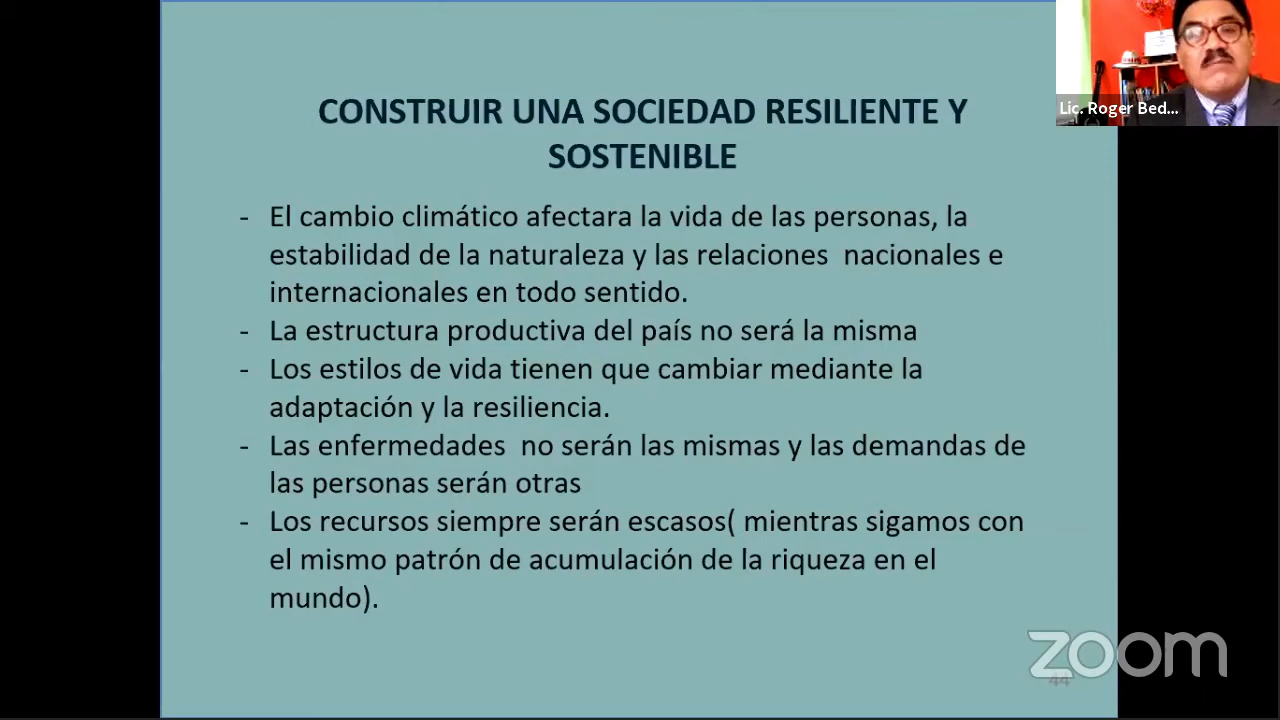 CONSTRUIR UNA SOCIEDAD RESILIENTE Y
SOSTENIBLE
- El cambio climático afectara la vida de las personas, la
estabilidad de la naturaleza y las relaciones  nacionales e
internacionales en todo sentido.
- La estructura productiva del país no será la misma
- Los estilos de vida tienen que cambiar mediante la
adaptación y la resiliencia.
- Las enfermedades  no serán las mismas y las demandas de
las personas serán otras
- Los recursos siempre serán escasos( mientras sigamos con
el mismo patrón de acumulación de la riqueza en el
mundo).
Lic. Roger Bed...
zoom
44